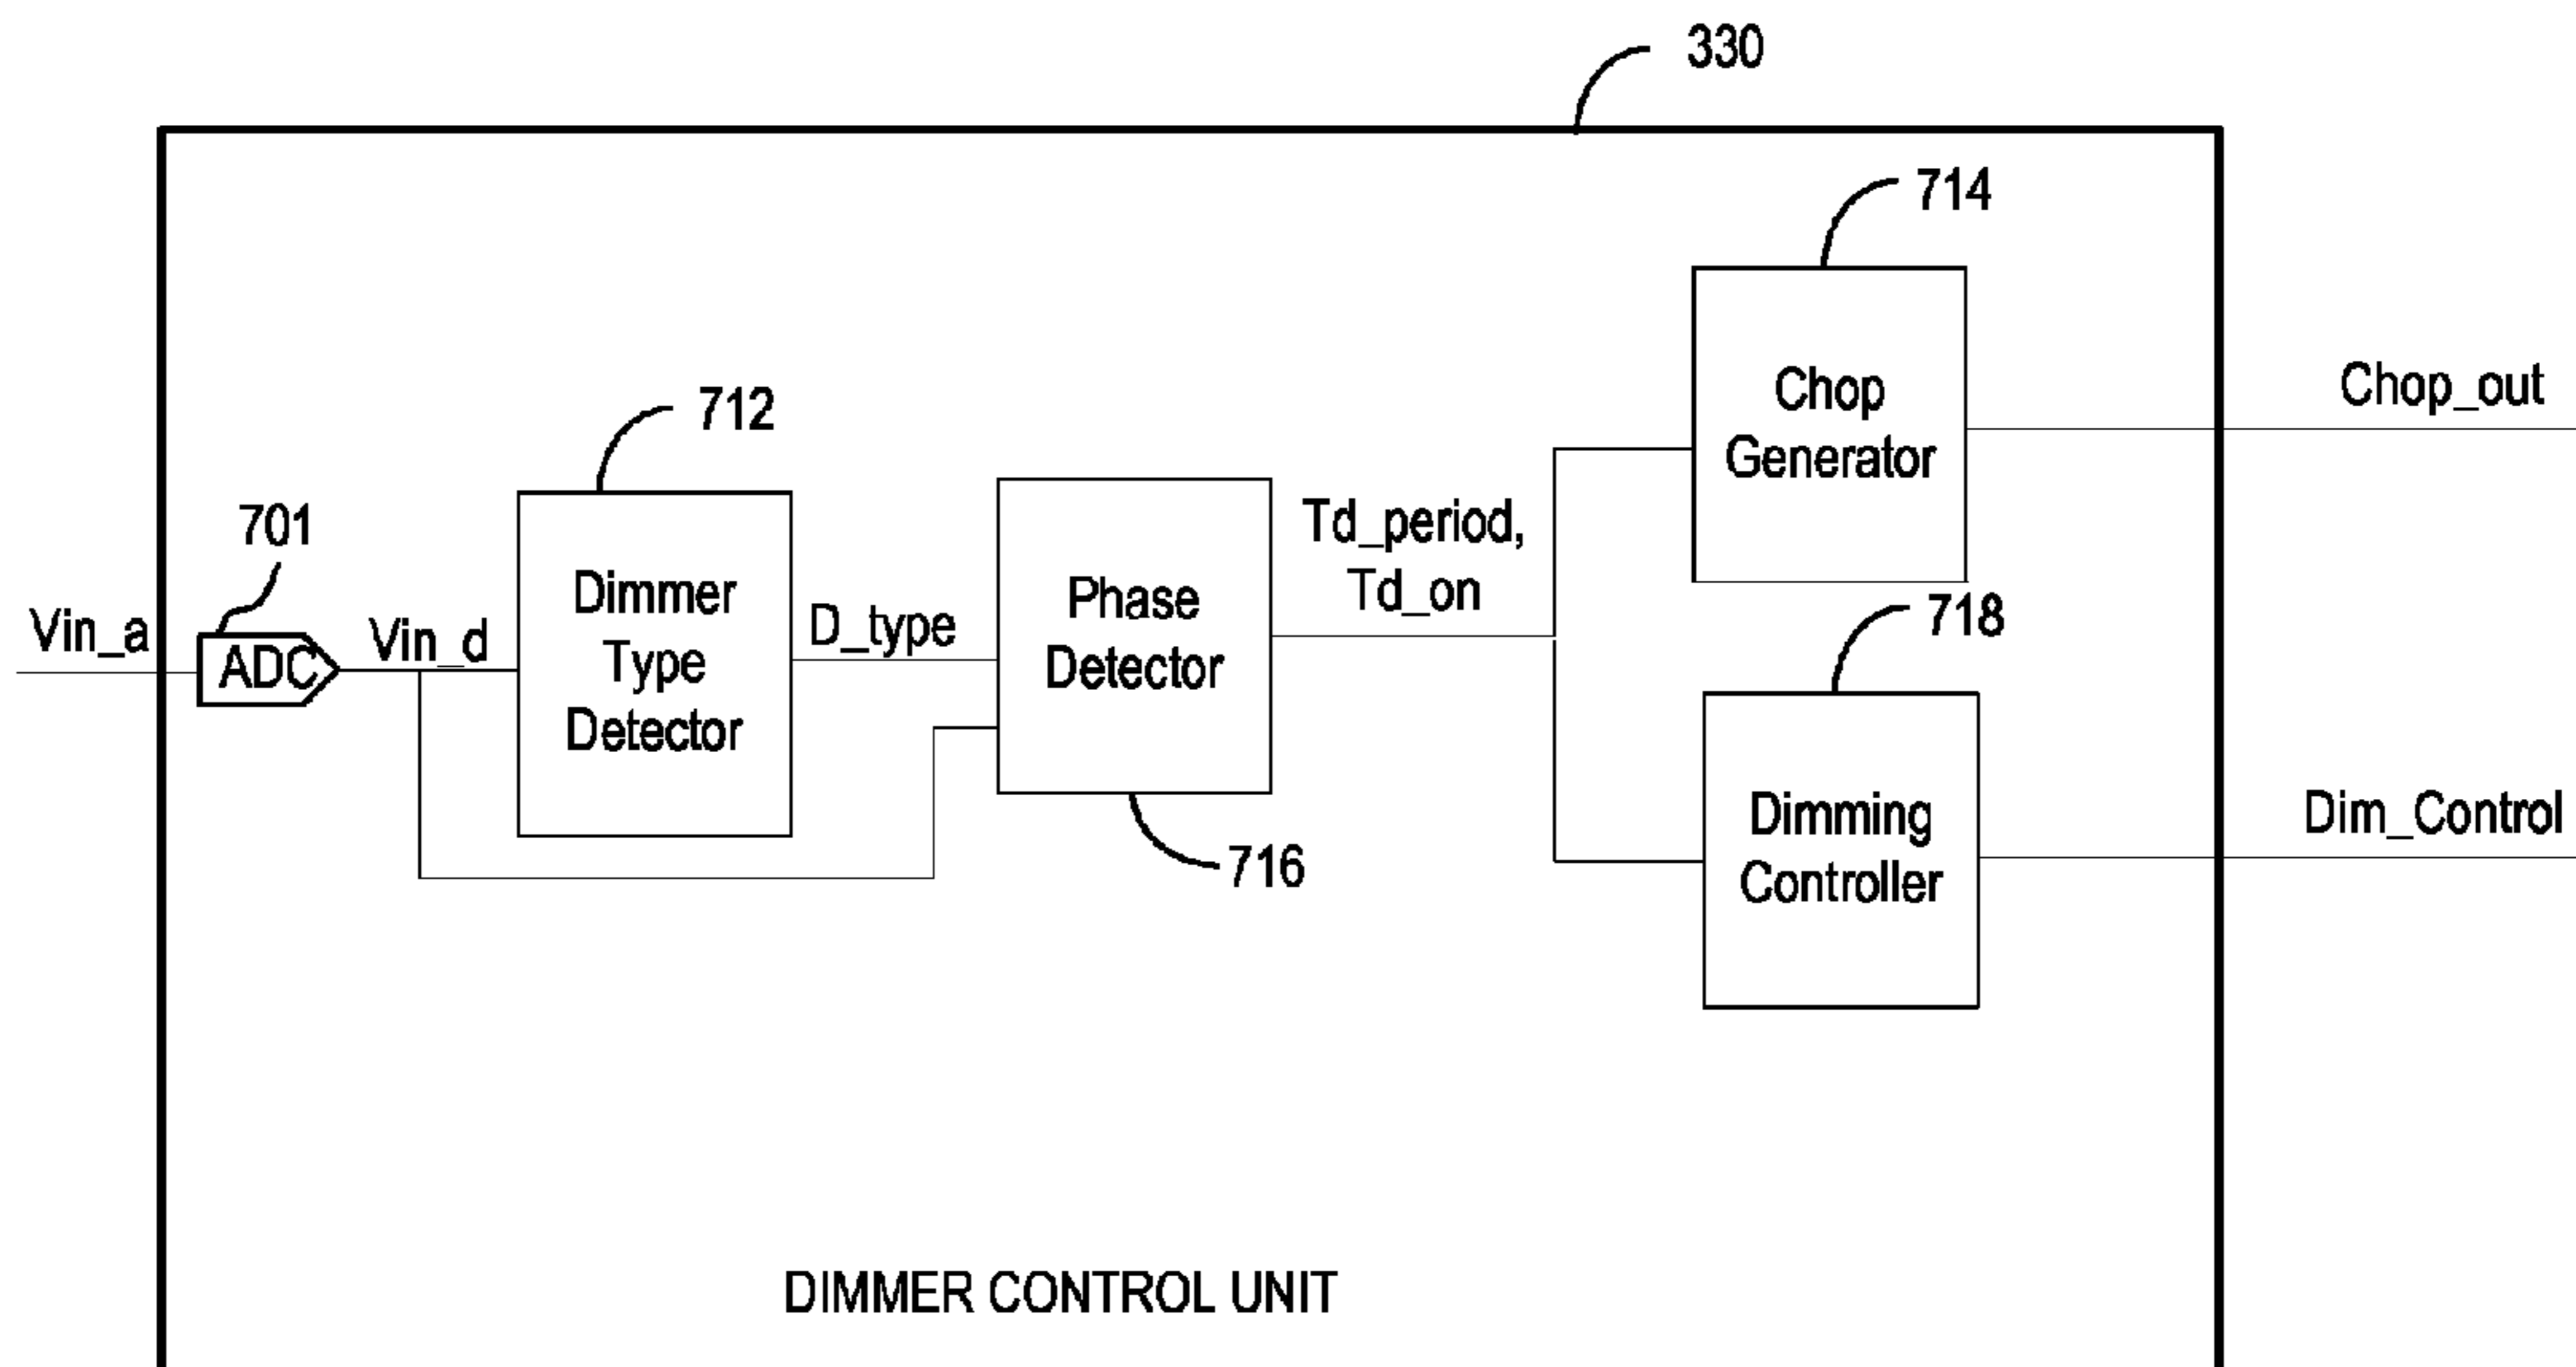 330
714
Chop
Generator
Chop_out
712
Dimmer
Type
Detector
701
Vin_a
ADC
Vin_d
D_type
Phase
Detector
716
Td_period,
Td_on
718
Dimming
Controller
Dim_Control
DIMMER CONTROL UNIT